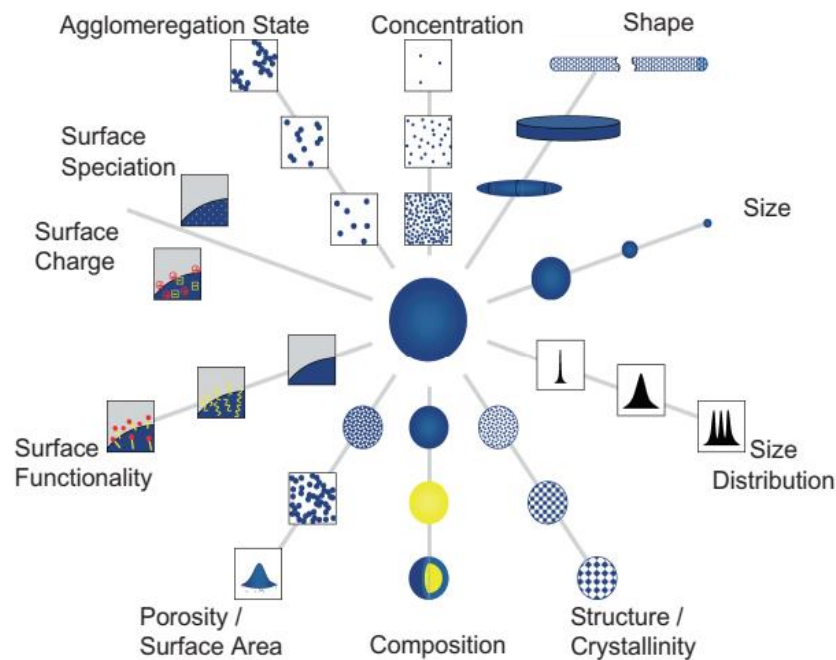 Agglomeregation State
Concentration
Shape
Surface
Speciation
Size
Surface
Charge
Surface
Functionality
Size
Distribution
Porosity /
Surface Area
Composition
Structure /
Crystallinity